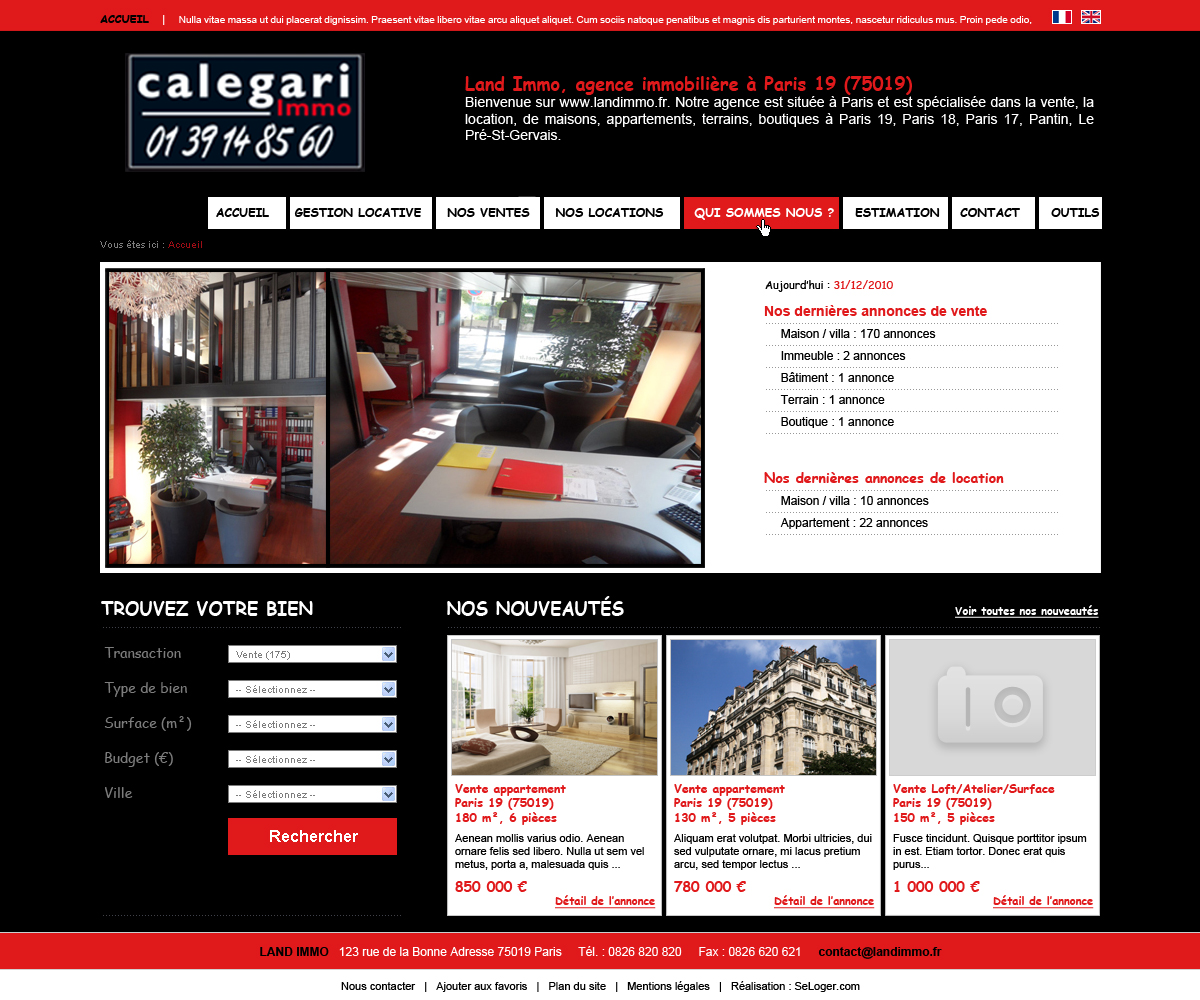 ACCUEIL | Nulla vitae massa ut dui placerat dignissim. Praesent vitae libero vitae arcu aliquet aliquet. Cum sociis natoque penatibus et magnis dis parturient montes, nascetur ridiculus mus. Proin pede odio,
calegari
Immo
01 39 14 85 60
Land Immo, agence immobilière à Paris 19 (75019)
Bienvenue sur www.landimmo.fr. Notre agence est située à Paris et est spécialisée dans la vente, la
location, de maisons, appartements, terrains, boutiques à Paris 19, Paris 18, Paris 17, Pantin, Le
Pré-St-Gervais.
ACCUEIL GESTION LOCATIVE NOS VENTES NOS LOCATIONS QUI SOMMES NOUS ? ESTIMATION CONTACT OUTILS
Vous êtes ici : Accueil
Aujourd'hui : 31/12/2010
Nos dernières annonces de vente
Maison / villa : 170 annonces
Immeuble : 2 annonces
Bâtiment : 1 annonce
Terrain : 1 annonce
Boutique : 1 annonce
Nos dernières annonces de location
Maison / villa : 10 annonces
Appartement : 22 annonces
TROUVEZ VOTRE BIEN
Transaction Vente (175)
Type de bien -- Sélectionnez --
Surface (m²) -- Sélectionnez --
Budget (€) -- Sélectionnez --
Ville -- Sélectionnez --
Rechercher
NOS NOUVEAUTÉS
Voir toutes nos nouveautés
Vente appartement
Paris 19 (75019)
180 m², 6 pièces
Aenean mollis varius odio. Aenean
ornare felis sed libero. Nulla ut sem vel
metus, porta a, malesuada quis ...
850 000 €
Détail de l'annonce
Vente appartement
Paris 19 (75019)
130 m², 5 pièces
Aliquam erat volutpat. Morbi ultricies, dui
sed vulputate ornare, mi lacus pretium
arcu, sed tempor lectus ...
780 000 €
Détail de l'annonce
Vente Loft/Atelier/Surface
Paris 19 (75019)
150 m², 5 pièces
Fusce tincidunt. Quisque porttitor ipsum
in est. Etiam tortor. Donec erat quis
purus...
1 000 000 €
Détail de l'annonce
LAND IMMO 123 rue de la Bonne Adresse 75019 Paris Tél. : 0826 820 820 Fax : 0826 620 621 contact@landimmo.fr
Nous contacter | Ajouter aux favoris | Plan du site | Mentions légales | Réalisation : SeLoger.com